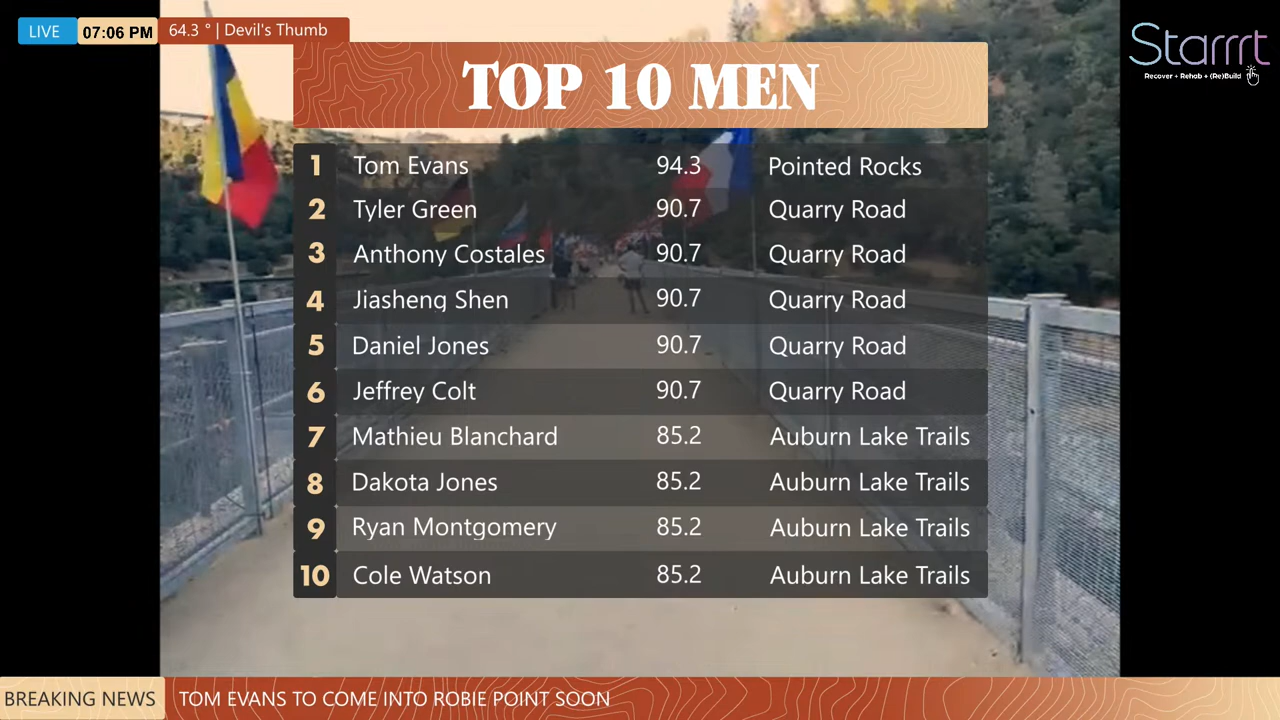 LIVE 07:06 PM 64.3 ° | Devil's Thumb
Starrrt
Recover + Rehab + (Re)Build
TOP 10 MEN
1 Tom Evans 94.3 Pointed Rocks
2 Tyler Green 90.7 Quarry Road
3 Anthony Costales 90.7 Quarry Road
4 Jiasheng Shen 90.7 Quarry Road
5 Daniel Jones 90.7 Quarry Road
6 Jeffrey Colt 90.7 Quarry Road
7 Mathieu Blanchard 85.2 Auburn Lake Trails
8 Dakota Jones 85.2 Auburn Lake Trails
9 Ryan Montgomery 85.2 Auburn Lake Trails
10 Cole Watson 85.2 Auburn Lake Trails
BREAKING NEWS TOM EVANS TO COME INTO ROBIE POINT SOON